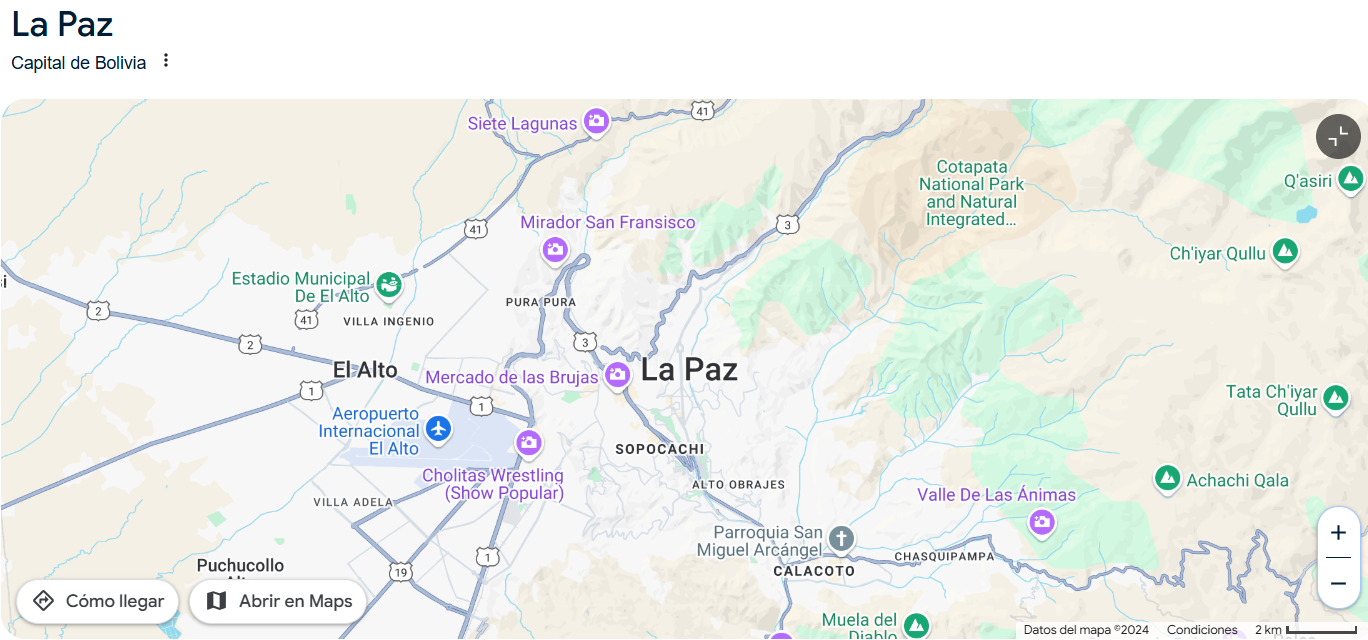 La Paz
Capital de Bolivia
41
Siete Lagunas
Cotapata
National Park
and Natural
Integrated...
Q'asiri
Mirador San Fransisco
41
3
Ch'iyar Qullu
Estadio Municipal
De El Alto
2
PURA PURA
41
VILLA INGENIO
2
3
El Alto
Mercado de las Brujas
La Paz
1
1
Tata Ch'iyar
Qullu
Aeropuerto
Internacional
El Alto
SOPOCACHI
Cholitas Wrestling
(Show Popular)
ALTO OBRAJES
Achachi Qala
VILLA ADELA
Valle De Las Ánimas
Parroquia San
Miguel Arcángel
1
CHASQUIPAMPA
Puchucollo
19
CALACOTO
Cómo llegar
Abrir en Maps
Muela del
Diablo
+
−
Datos del mapa ©2024
Condiciones
2 km